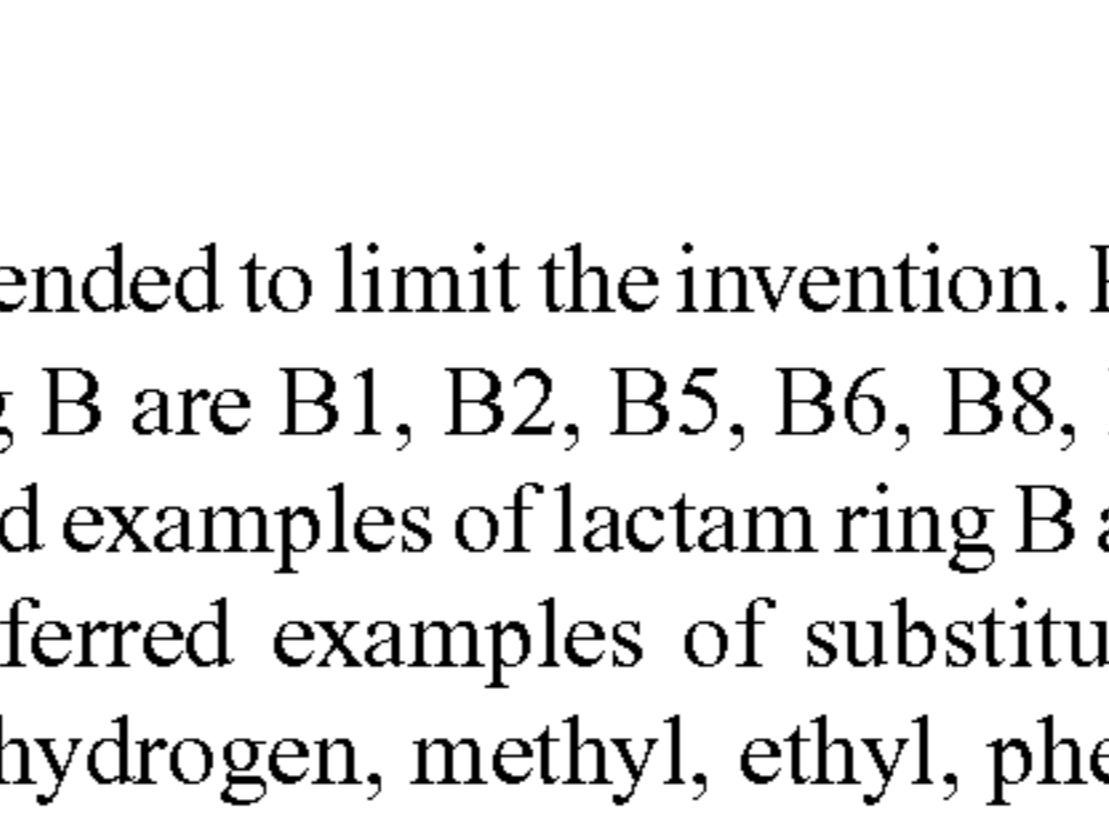 ended to limit the invention.
B are B1, B2, B5, B6, B8,
d examples of lactam ring B
ferred examples of substitu
hydrogen, methyl, ethyl, phe